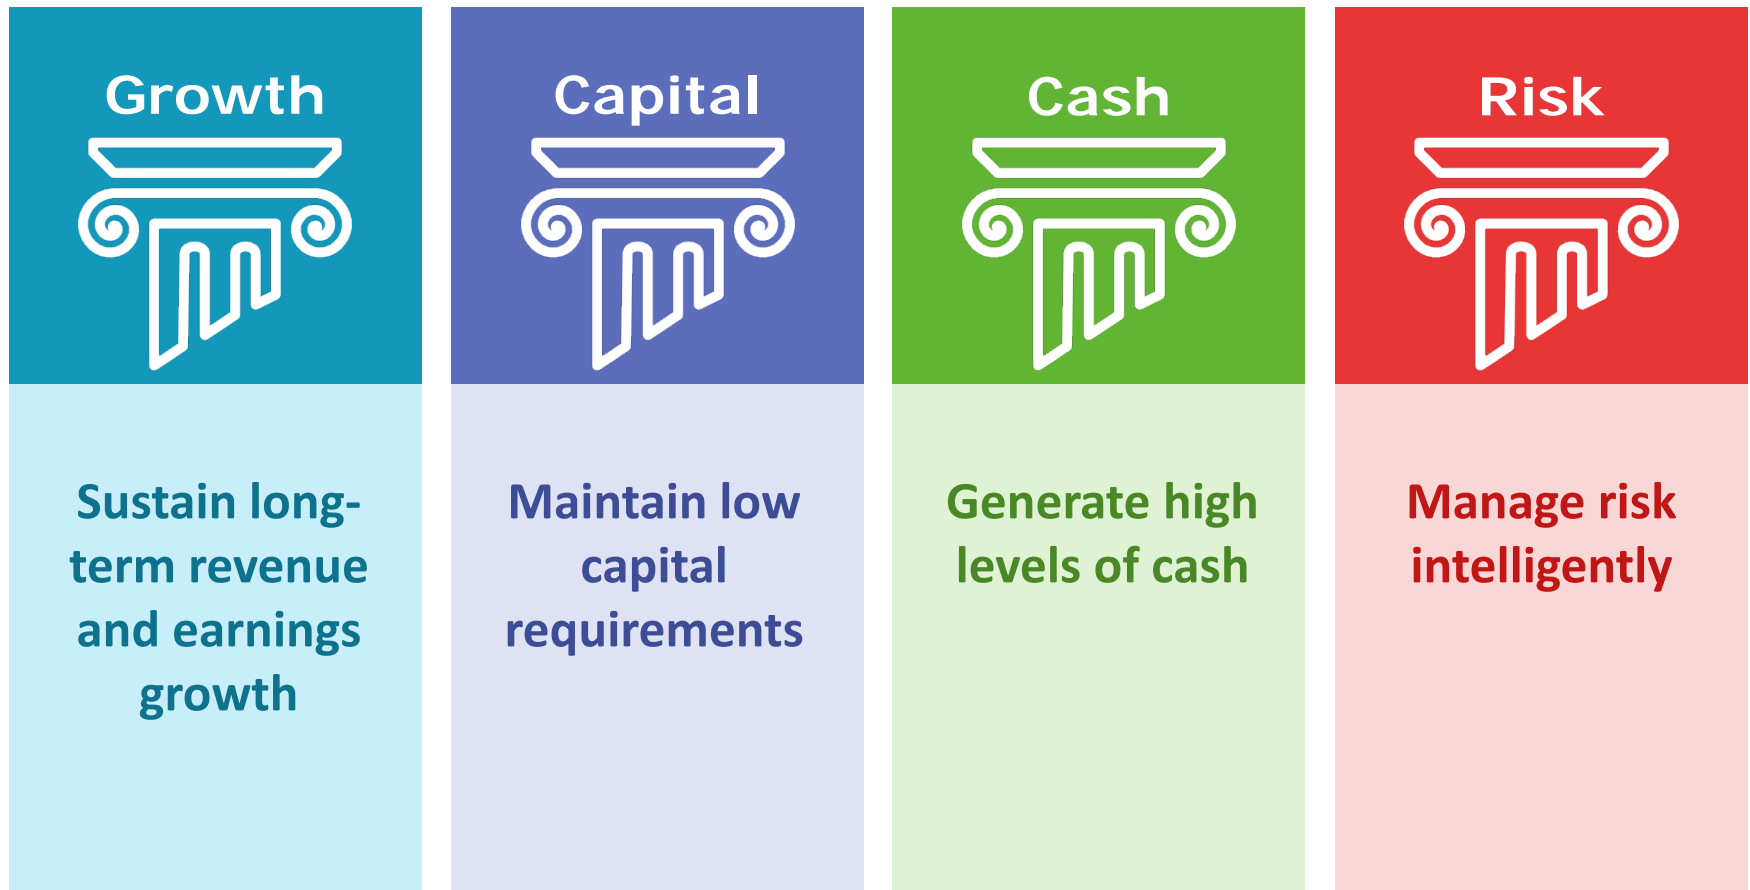 Growth
Sustain long-
term revenue
and earnings
growth
Capital
Maintain low
capital
requirements
Cash
Generate high
levels of cash
Risk
Manage risk
intelligently